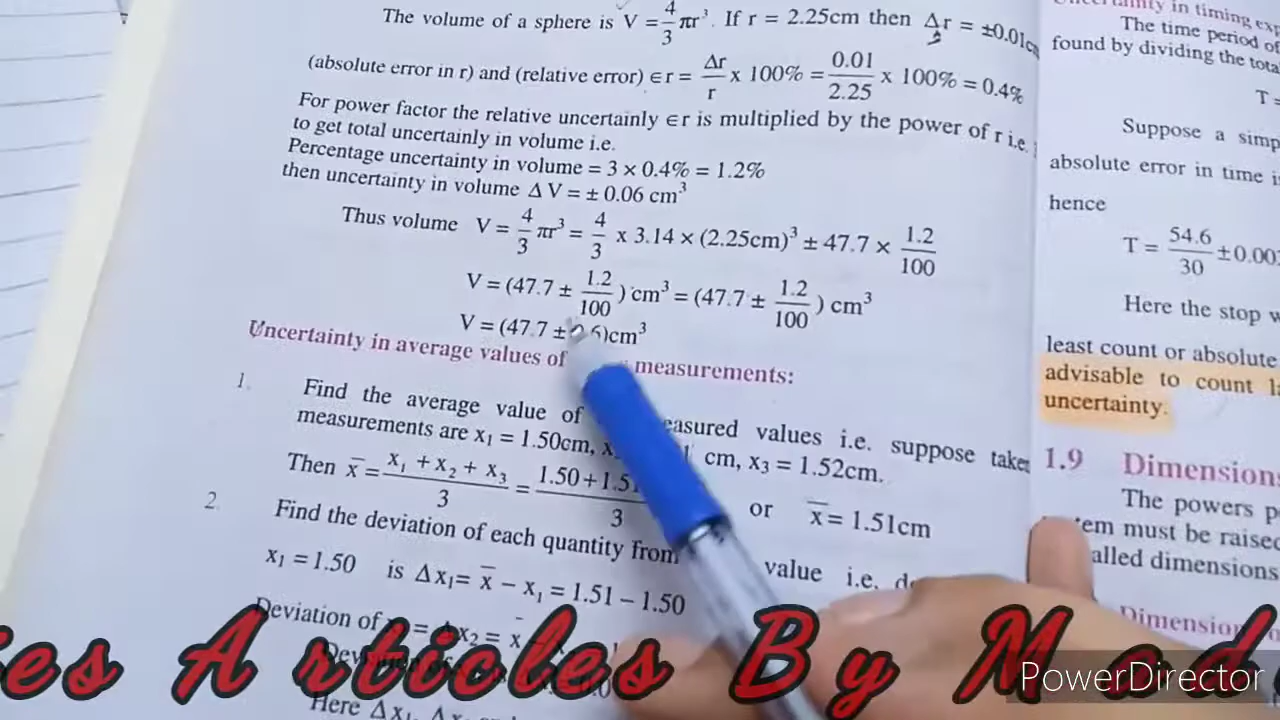 The volume of a sphere is V = 4/3 πr³. If r = 2.25cm then Δr = ±0.01c
(absolute error in r) and (relative error) ∈r = Δr/r x 100% = 0.01/2.25 x 100% = 0.4%
For power factor the relative uncertainly ∈r is multiplied by the power of r i.e.
to get total uncertainly in volume i.e.
Percentage uncertainty in volume = 3 × 0.4% = 1.2%
then uncertainty in volume Δ V = ± 0.06 cm³
Thus volume V = 4/3 πr³ = 4/3 x 3.14 × (2.25cm)³ ± 47.7 × 1.2/100
V = (47.7 ± 1.2/100 ) cm³ = (47.7 ± 1.2/100 ) cm³
V = (47.7 ± 6)cm³
Uncertainty in average values of measurements:
1. Find the average value of easured values i.e. suppose taken
measurements are x₁ = 1.50cm, x cm, x₃ = 1.52cm.
Then x̄ = x₁ + x₂ + x₃/3 = 1.50 + 1.51/3 or x̄ = 1.51cm
2. Find the deviation of each quantity from value i.e.
x₁ = 1.50 is Δx₁ = x̄ − x₁ = 1.51 − 1.50
Deviation of = Δx₂ = x̄
Here Δx₁,
in timing exp
The time period of
found by dividing the tota
T =
Suppose a simp
absolute error in time i
hence
T = 54.6/30 ±0.00
Here the stop w
least count or absolute
advisable to count la
uncertainty.
1.9 Dimension
The powers p
tem must be raised
alled dimensions
Dimension
es Articles By M d
PowerDirector